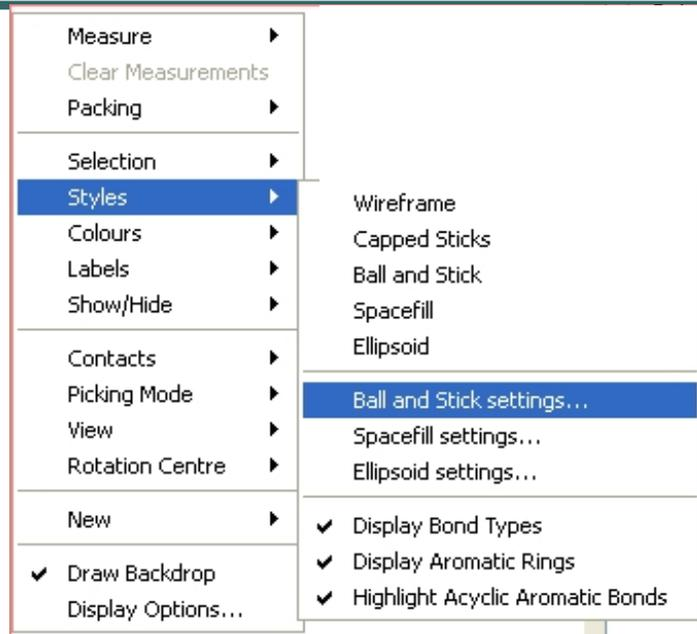 Measure
Clear Measurements
Packing
Selection
Styles
Colours
Labels
Show/Hide
Contacts
Picking Mode
View
Rotation Centre
New
Draw Backdrop
Display Options...
Wireframe
Capped Sticks
Ball and Stick
Spacefill
Ellipsoid
Ball and Stick settings...
Spacefill settings...
Ellipsoid settings...
Display Bond Types
Display Aromatic Rings
Highlight Acyclic Aromatic Bonds